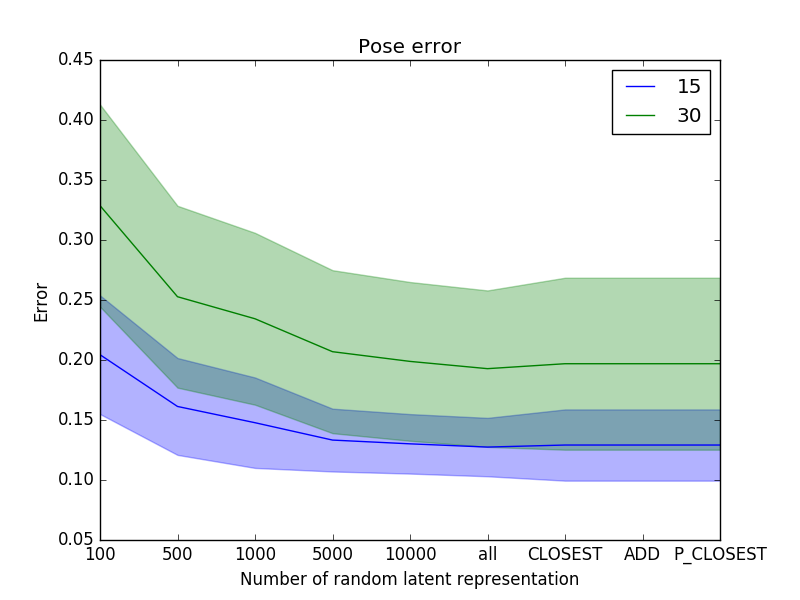 Pose error
0.45
0.40
0.35
0.30
0.25
0.20
0.15
0.10
0.05
Error
15
30
100 500 1000 5000 10000 all CLOSEST ADD P_CLOSEST
Number of random latent representation